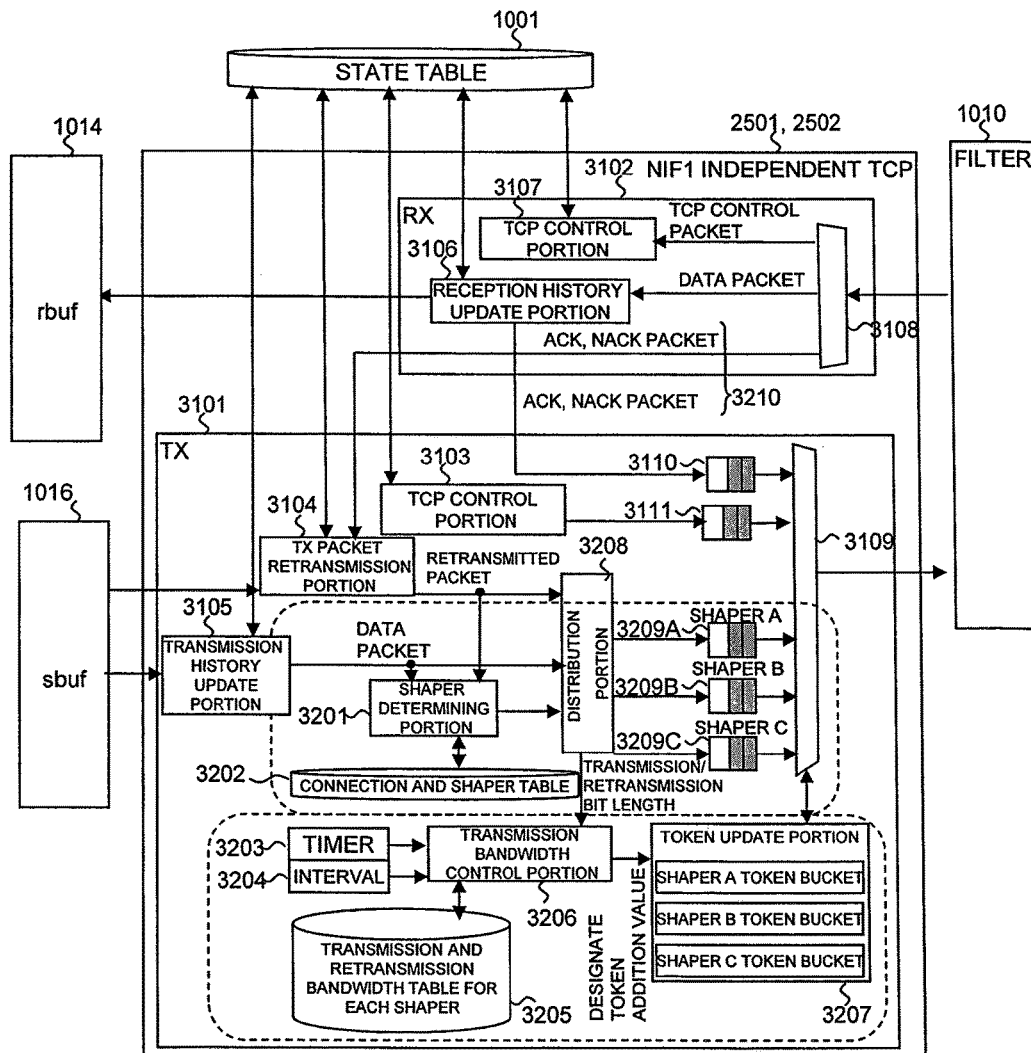 1001
STATE TABLE
1014
2501, 2502
1010
NIF1 INDEPENDENT TCP
FILTER
3102
3107
RX
TCP CONTROL
PACKET
TCP CONTROL
PORTION
3106
DATA PACKET
RECEPTION HISTORY
UPDATE PORTION
rbuf
3108
ACK, NACK PACKET
3210
ACK, NACK PACKET
3101
TX
3103
3110
1016
TCP CONTROL
PORTION
3104
3111
TX PACKET
RETRANSMISSION
PORTION
3109
RETRANSMITTED
PACKET
3208
3105
TRANSMISSION
HISTORY
UPDATE
PORTION
DATA
PACKET
DISTRIBUTION
PORTION
SHAPER A
3209A
sbuf
SHAPER
DETERMINING
PORTION
3201
SHAPER B
3209B
SHAPER C
3209C
3202
CONNECTION AND SHAPER TABLE
TRANSMISSION/
RETRANSMISSION
BIT LENGTH
3203
TIMER
3204
INTERVAL
TRANSMISSION
BANDWIDTH
CONTROL PORTION
3206
TOKEN UPDATE PORTION
SHAPER A TOKEN BUCKET
SHAPER B TOKEN BUCKET
SHAPER C TOKEN BUCKET
3207
TRANSMISSION AND
RETRANSMISSION
BANDWIDTH TABLE FOR
EACH SHAPER
3205
DESIGNATE
TOKEN
ADDITION VALUE